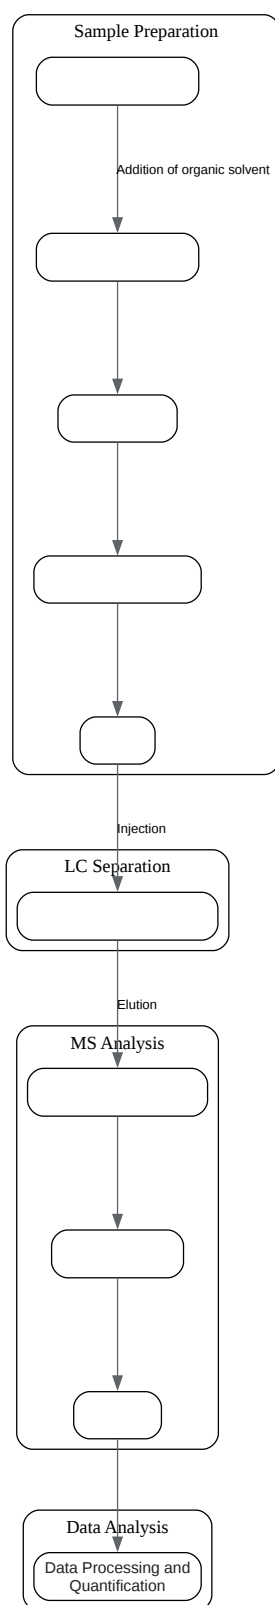 Sample Preparation
Addition of organic solvent
Injection
LC Separation
Elution
MS Analysis
Data Analysis
Data Processing and
Quantification